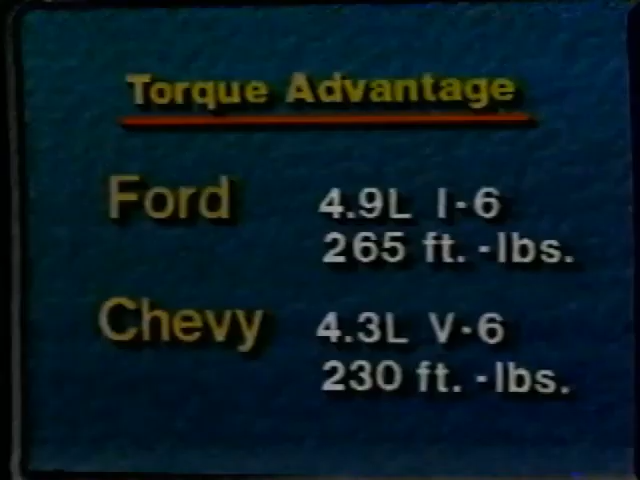 Torque Advantage
Ford 4.9L I-6
265 ft.-lbs.
Chevy 4.3L V-6
230 ft.-lbs.